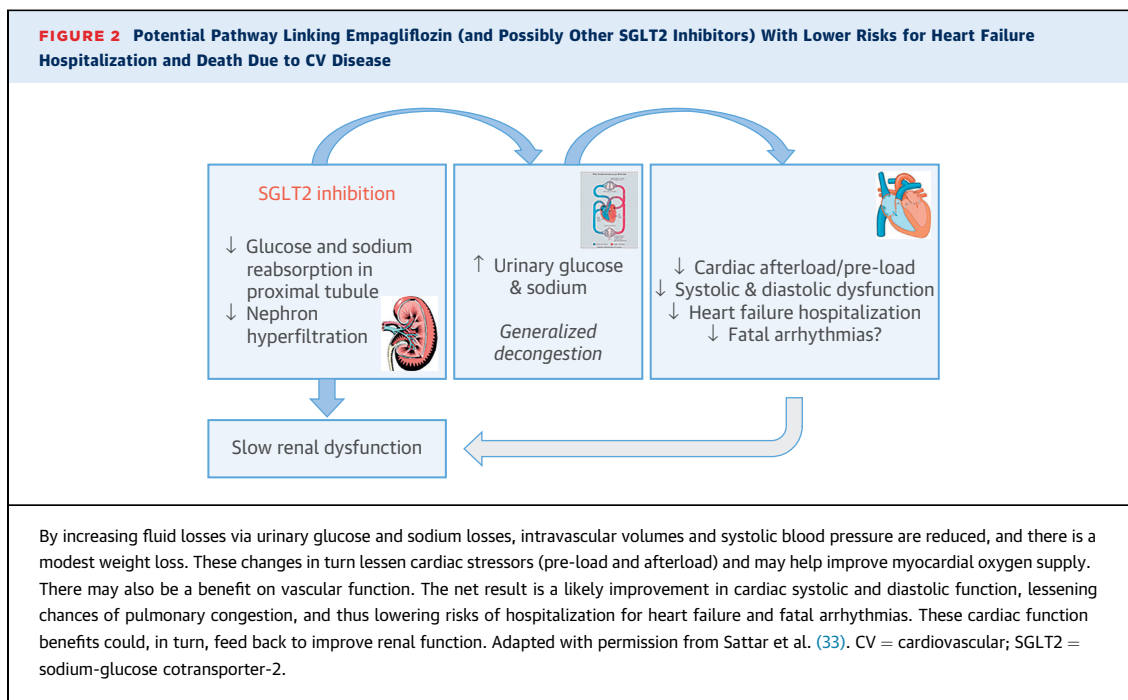 FIGURE 2 Potential Pathway Linking Empagliflozin (and Possibly Other SGLT2 Inhibitors) With Lower Risks for Heart Failure
Hospitalization and Death Due to CV Disease
SGLT2 inhibition
↓ Glucose and sodium
reabsorption in
proximal tubule
↓ Nephron
hyperfiltration
↑ Urinary glucose
& sodium
Generalized
decongestion
↓ Cardiac afterload/pre-load
↓ Systolic & diastolic dysfunction
↓ Heart failure hospitalization
↓ Fatal arrhythmias?
Slow renal dysfunction
By increasing fluid losses via urinary glucose and sodium losses, intravascular volumes and systolic blood pressure are reduced, and there is a
modest weight loss. These changes in turn lessen cardiac stressors (pre-load and afterload) and may help improve myocardial oxygen supply.
There may also be a benefit on vascular function. The net result is a likely improvement in cardiac systolic and diastolic function, lessening
chances of pulmonary congestion, and thus lowering risks of hospitalization for heart failure and fatal arrhythmias. These cardiac function
benefits could, in turn, feed back to improve renal function. Adapted with permission from Sattar et al. (33). CV = cardiovascular; SGLT2 =
sodium-glucose cotransporter-2.